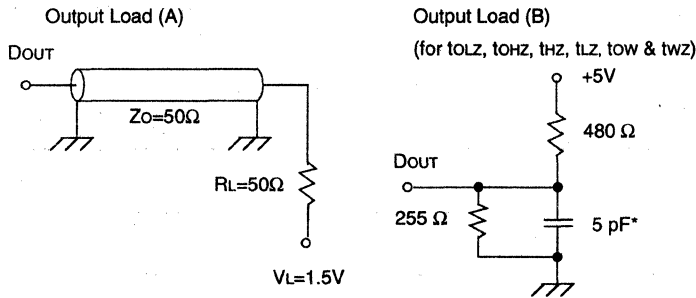 Output Load (A)
DOUT
ZO=50Ω
RL=50Ω
VL=1.5V
Output Load (B)
(for tOLZ, tOHZ, tHZ, tLZ, tOW & tWZ)
+5V
480 Ω
DOUT
255 Ω
5 pF*